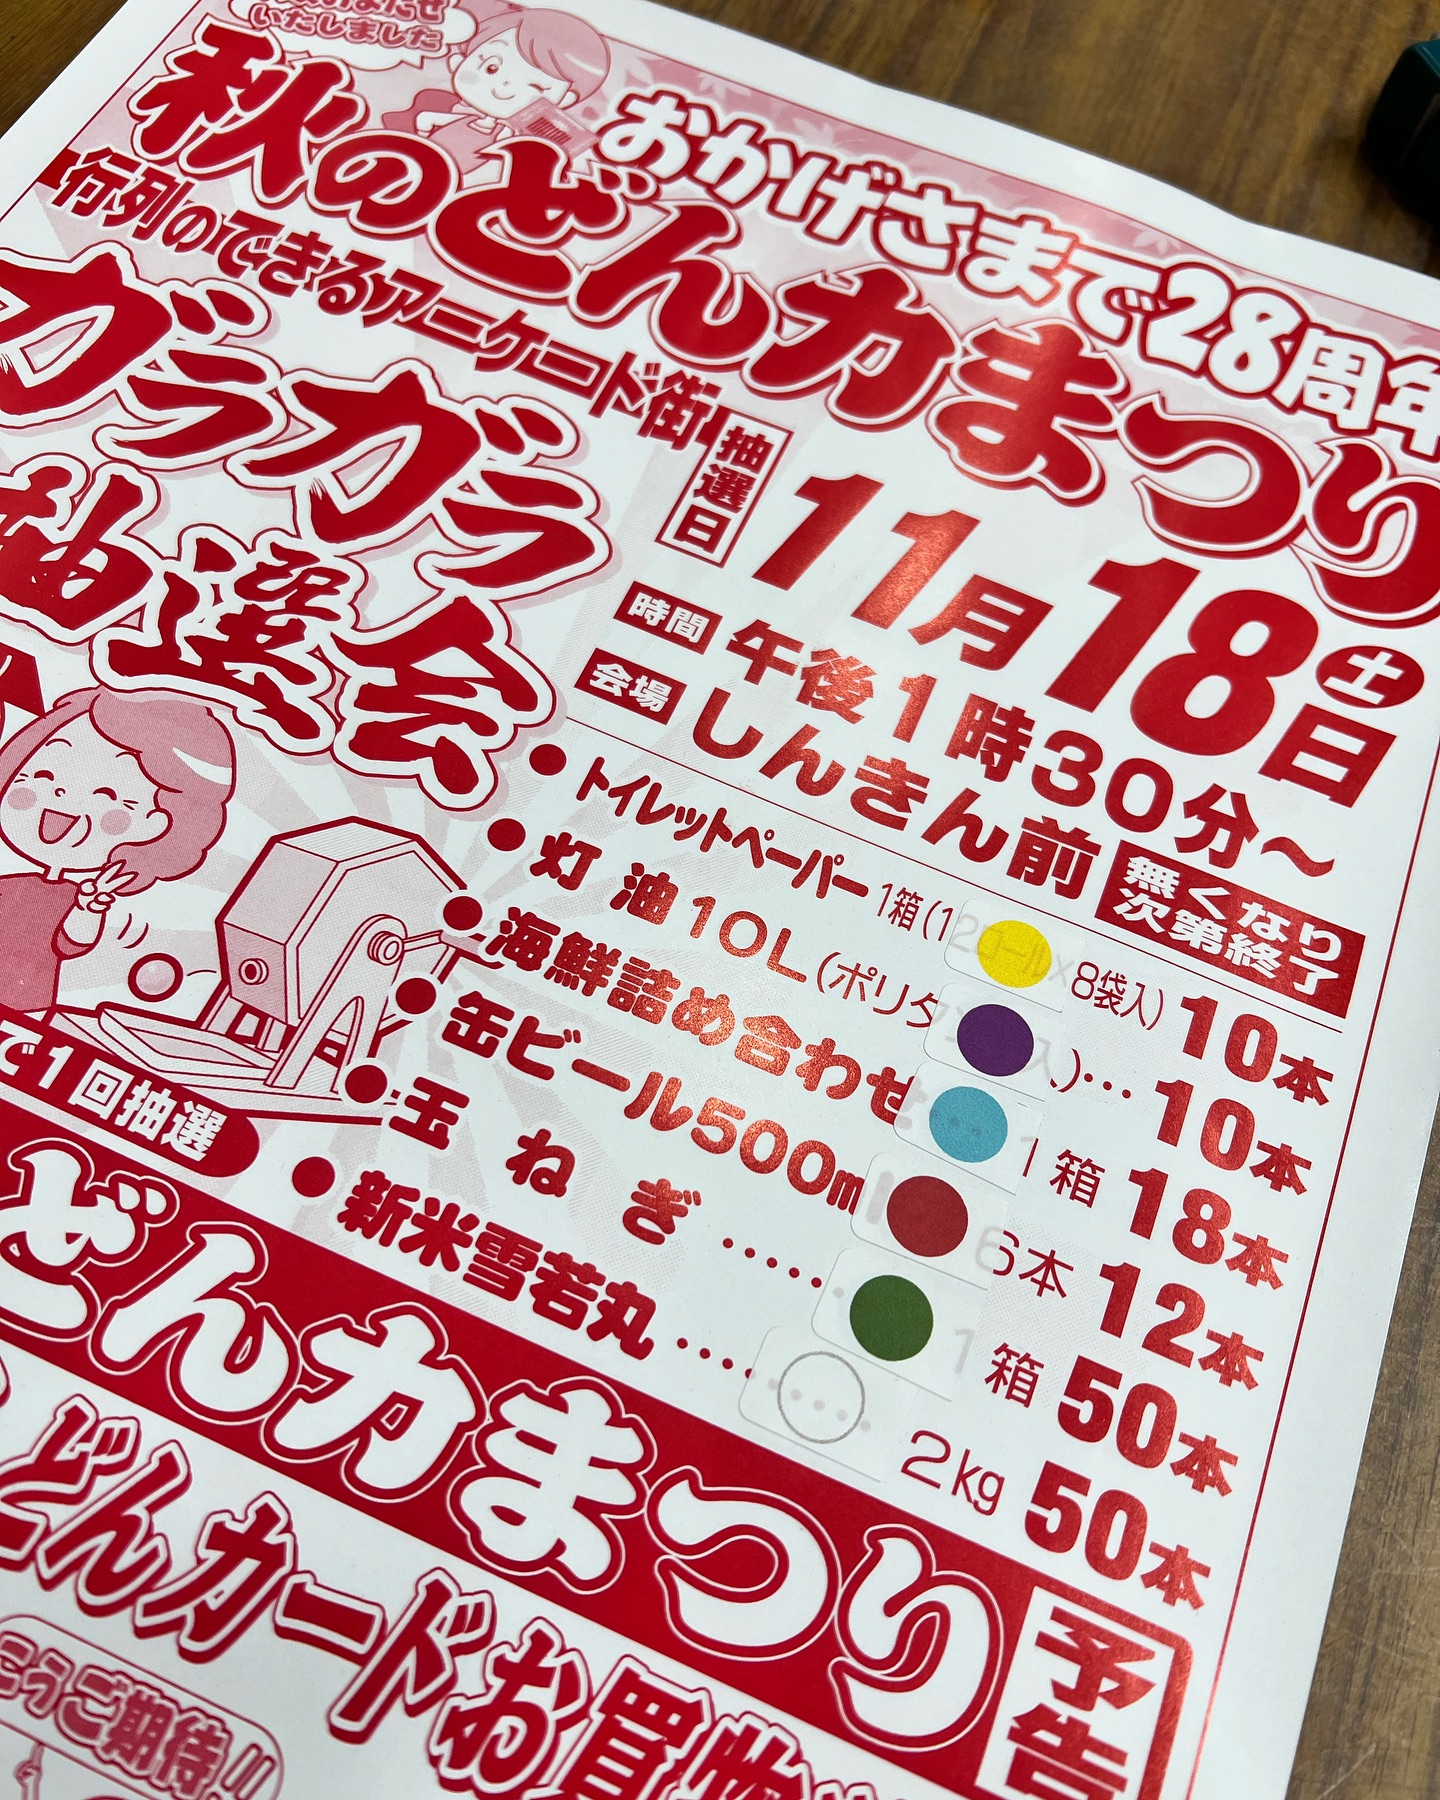 いたしました
おかげさまで28周年
秋のどんカまつり
行列のできるアーケード街
ガラガラ
抽選会
抽選日
11月18日
土
時間
午後1時30分～
会場
しんきん前
無くなり
次第終了
●トイレットペーパー 1箱(12ロール×8袋入) 10本
●灯油10L(ポリタ 入)… 10本
●海鮮詰め合わせ 1箱 18本
●缶ビール500ml 6本 12本
●玉ねぎ…… 1箱 50本
●新米雪若丸…… 2kg 50本
で1回抽選
どんカまつり
予告
どんカードお買物
こうご期待!!